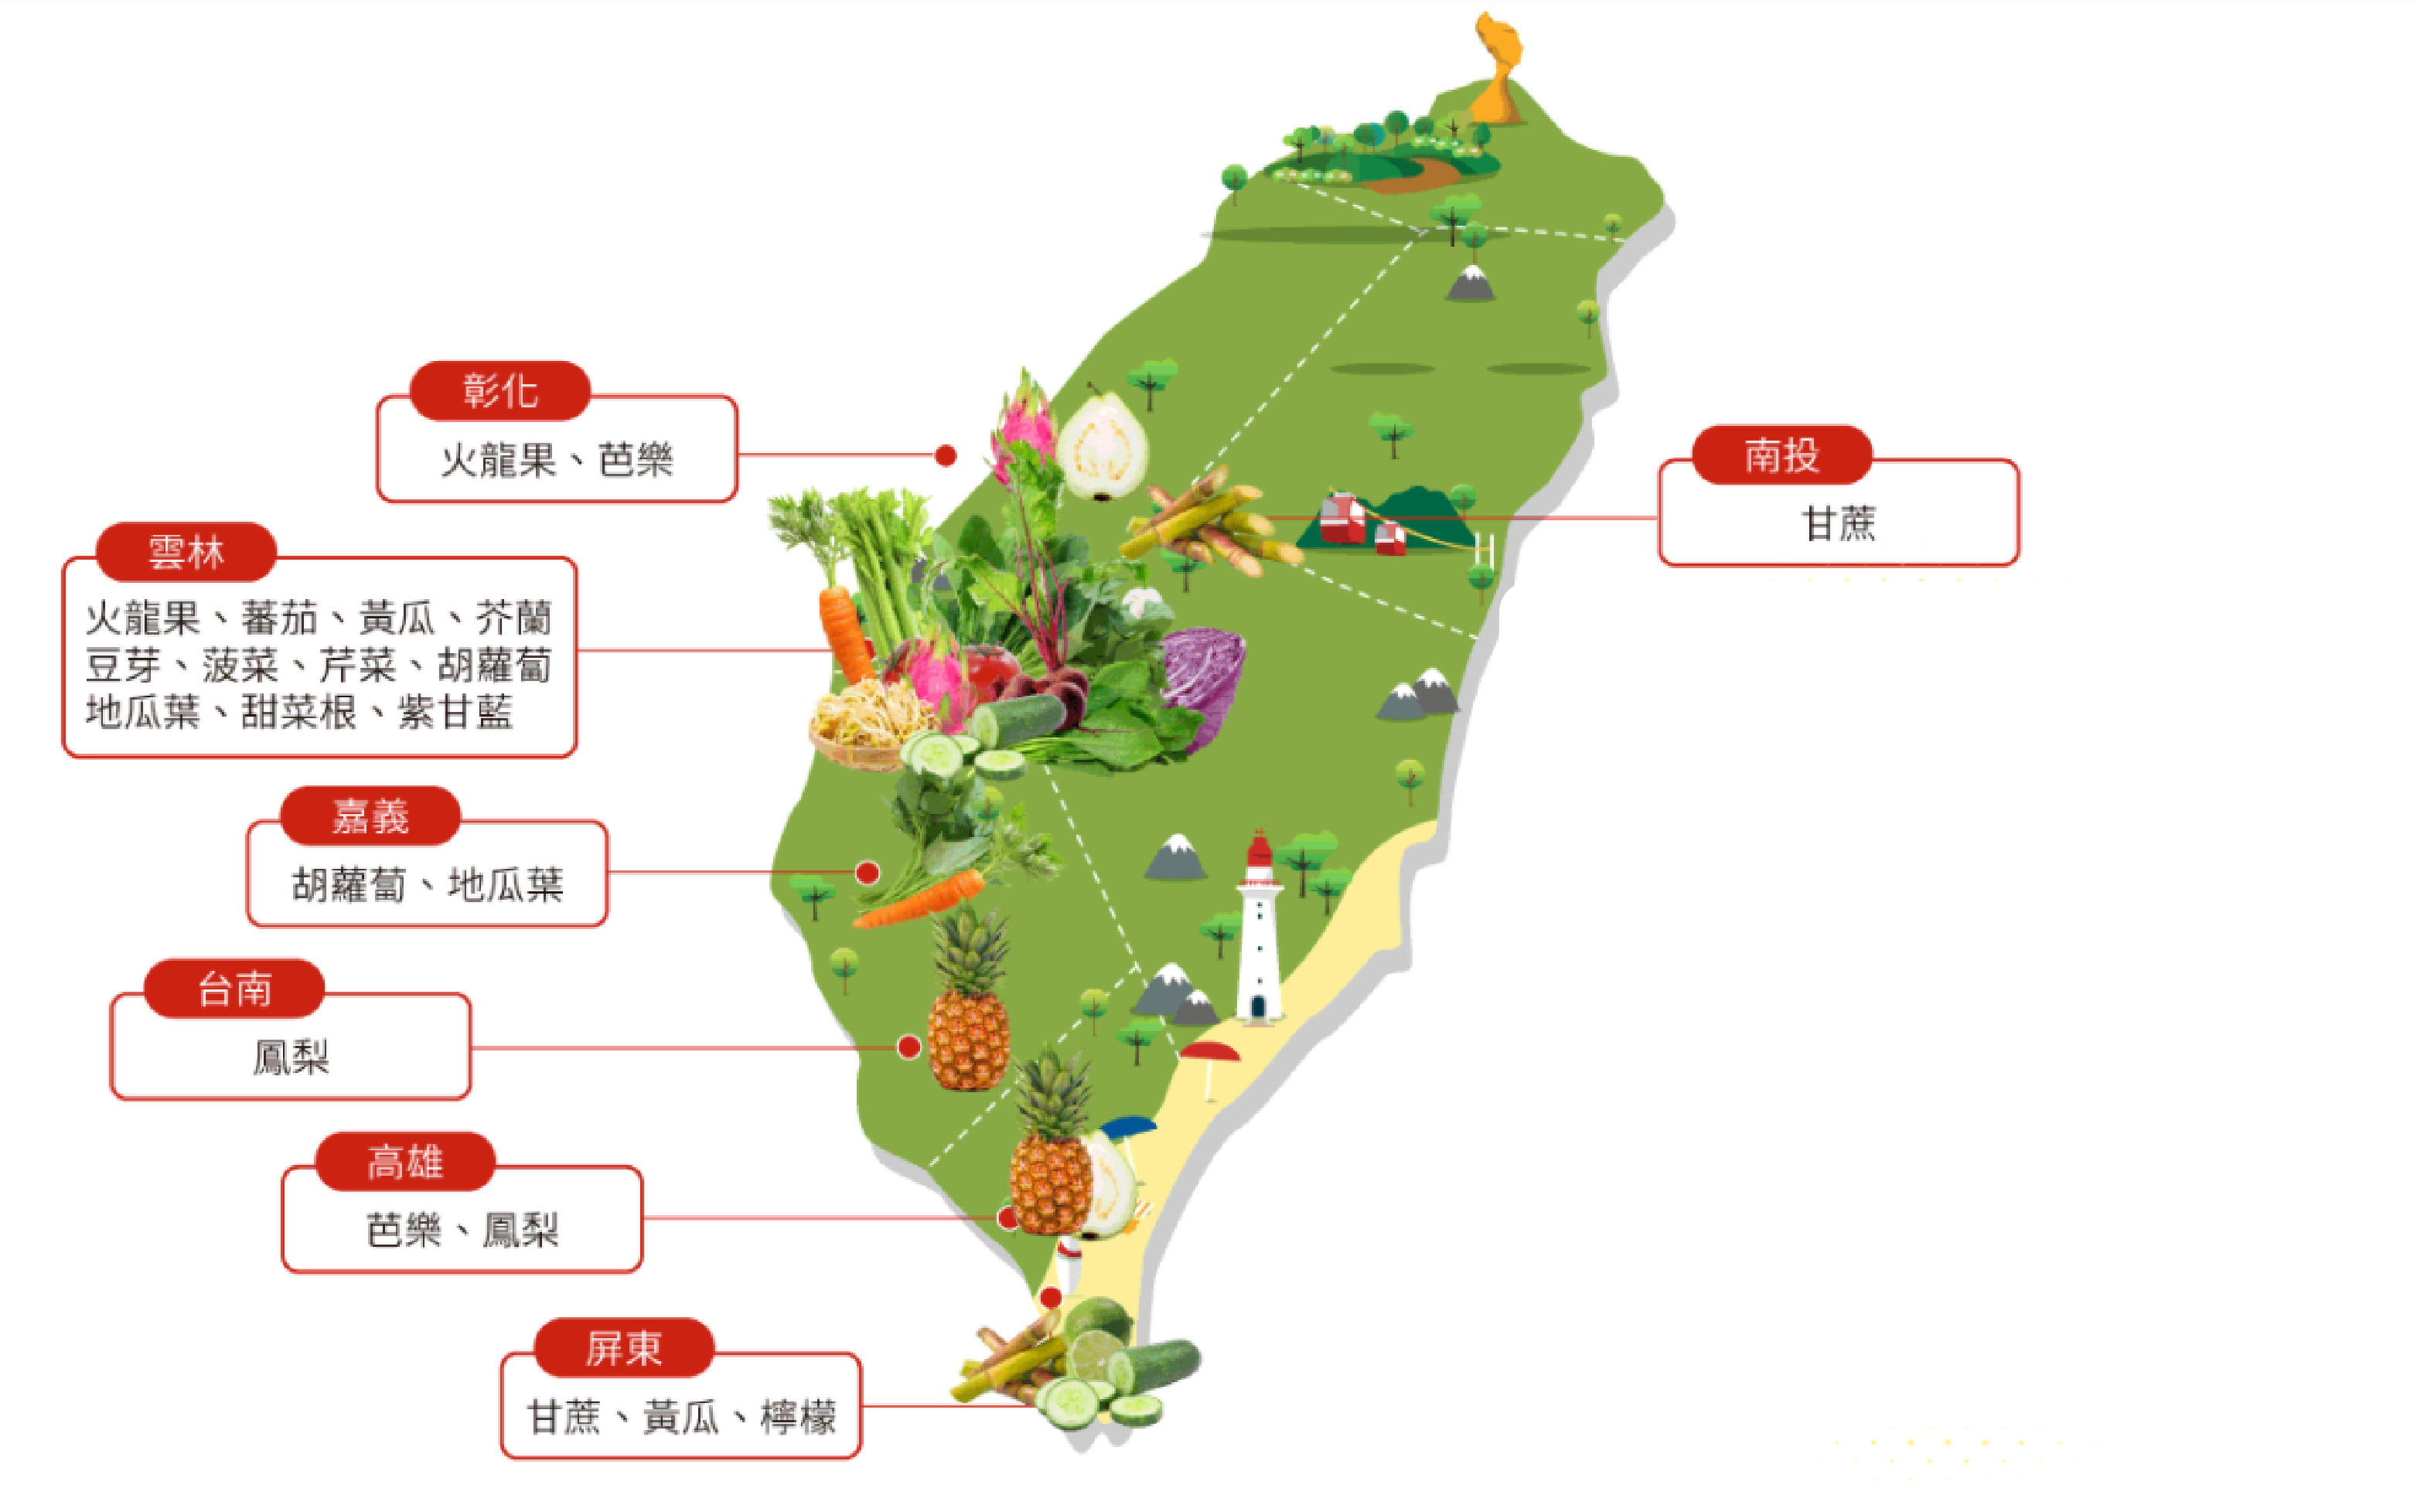 彰化
火龍果、芭樂
南投
甘蔗
雲林
火龍果、蕃茄、黃瓜、芥蘭
豆芽、菠菜、芹菜、胡蘿蔔
地瓜葉、甜菜根、紫甘藍
嘉義
胡蘿蔔、地瓜葉
台南
鳳梨
高雄
芭樂、鳳梨
屏東
甘蔗、黃瓜、檸檬